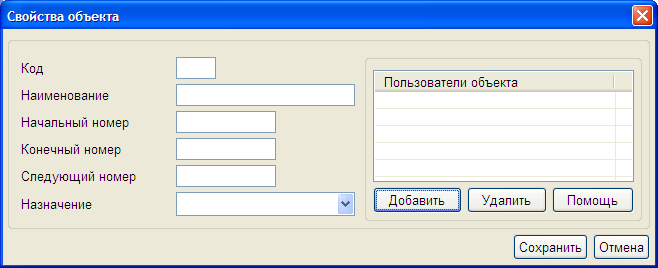 Свойства объекта
Код
Наименование
Начальный номер
Конечный номер
Следующий номер
Назначение
Пользователи объекта
Добавить Удалить Помощь
Сохранить Отмена